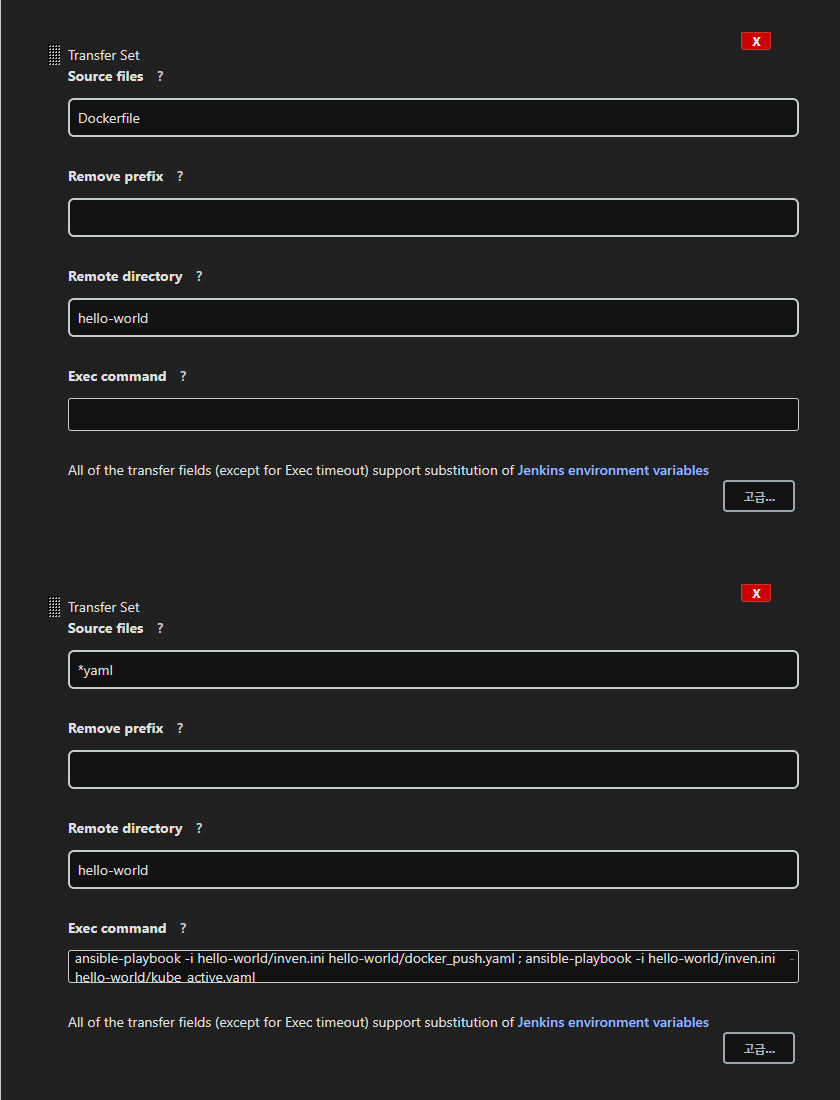 X
Transfer Set
Source files ?
Dockerfile
Remove prefix ?
Remote directory ?
hello-world
Exec command ?
All of the transfer fields (except for Exec timeout) support substitution of Jenkins environment variables
고급...
X
Transfer Set
Source files ?
*yaml
Remove prefix ?
Remote directory ?
hello-world
Exec command ?
ansible-playbook -i hello-world/inven.ini hello-world/docker_push.yaml ; ansible-playbook -i hello-world/inven.ini
hello-world/kube_active.yaml
All of the transfer fields (except for Exec timeout) support substitution of Jenkins environment variables
고급...